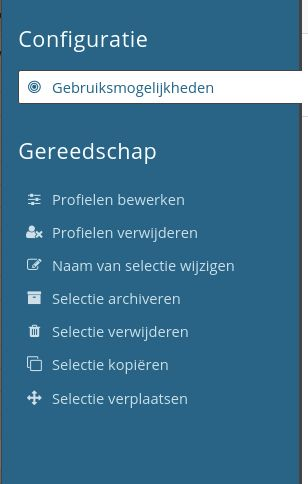 Configuratie
Gebruiksmogelijkheden
Gereedschap
Profielen bewerken
Profielen verwijderen
Naam van selectie wijzigen
Selectie archiveren
Selectie verwijderen
Selectie kopiëren
Selectie verplaatsen